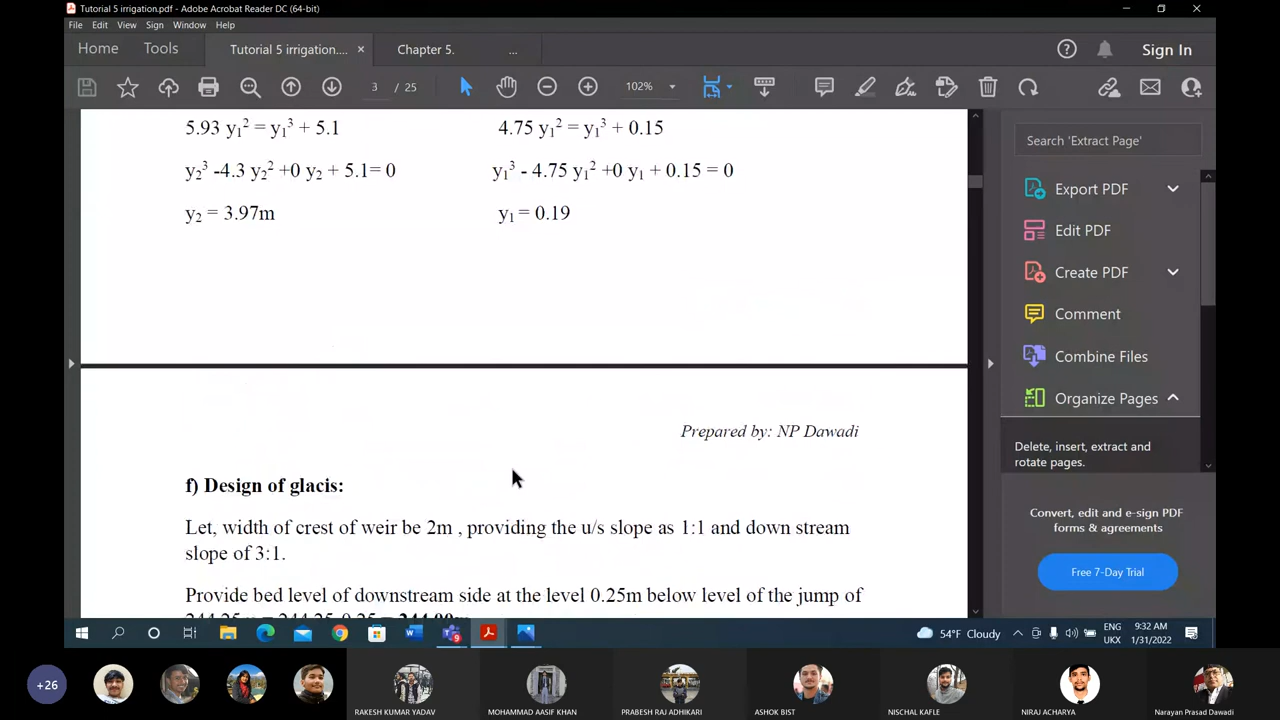 Tutorial 5 irrigation.pdf - Adobe Acrobat Reader DC (64-bit)
File Edit View Sign Window Help
Home Tools Tutorial 5 irrigation.... × Chapter 5. ... Sign In
3 / 25 102%
5.93 y₁² = y₁³ + 5.1 4.75 y₁² = y₁³ + 0.15
y₂³ -4.3 y₂² +0 y₂ + 5.1= 0 y₁³ - 4.75 y₁² +0 y₁ + 0.15 = 0
y₂ = 3.97m y₁ = 0.19
Prepared by: NP Dawadi
f) Design of glacis:
Let, width of crest of weir be 2m , providing the u/s slope as 1:1 and down stream
slope of 3:1.
Provide bed level of downstream side at the level 0.25m below level of the jump of
Search 'Extract Page'
Export PDF
Edit PDF
Create PDF
Comment
Combine Files
Organize Pages
Delete, insert, extract and
rotate pages.
Convert, edit and e-sign PDF
forms & agreements
Free 7-Day Trial
54°F Cloudy
ENG
UKX
9:32 AM
1/31/2022
+26
RAKESH KUMAR YADAV
MOHAMMAD AASIF KHAN
PRABESH RAJ ADHIKARI
ASHOK BIST
NISCHAL KAFLE
NIRAJ ACHARYA
Narayan Prasad Dawadi